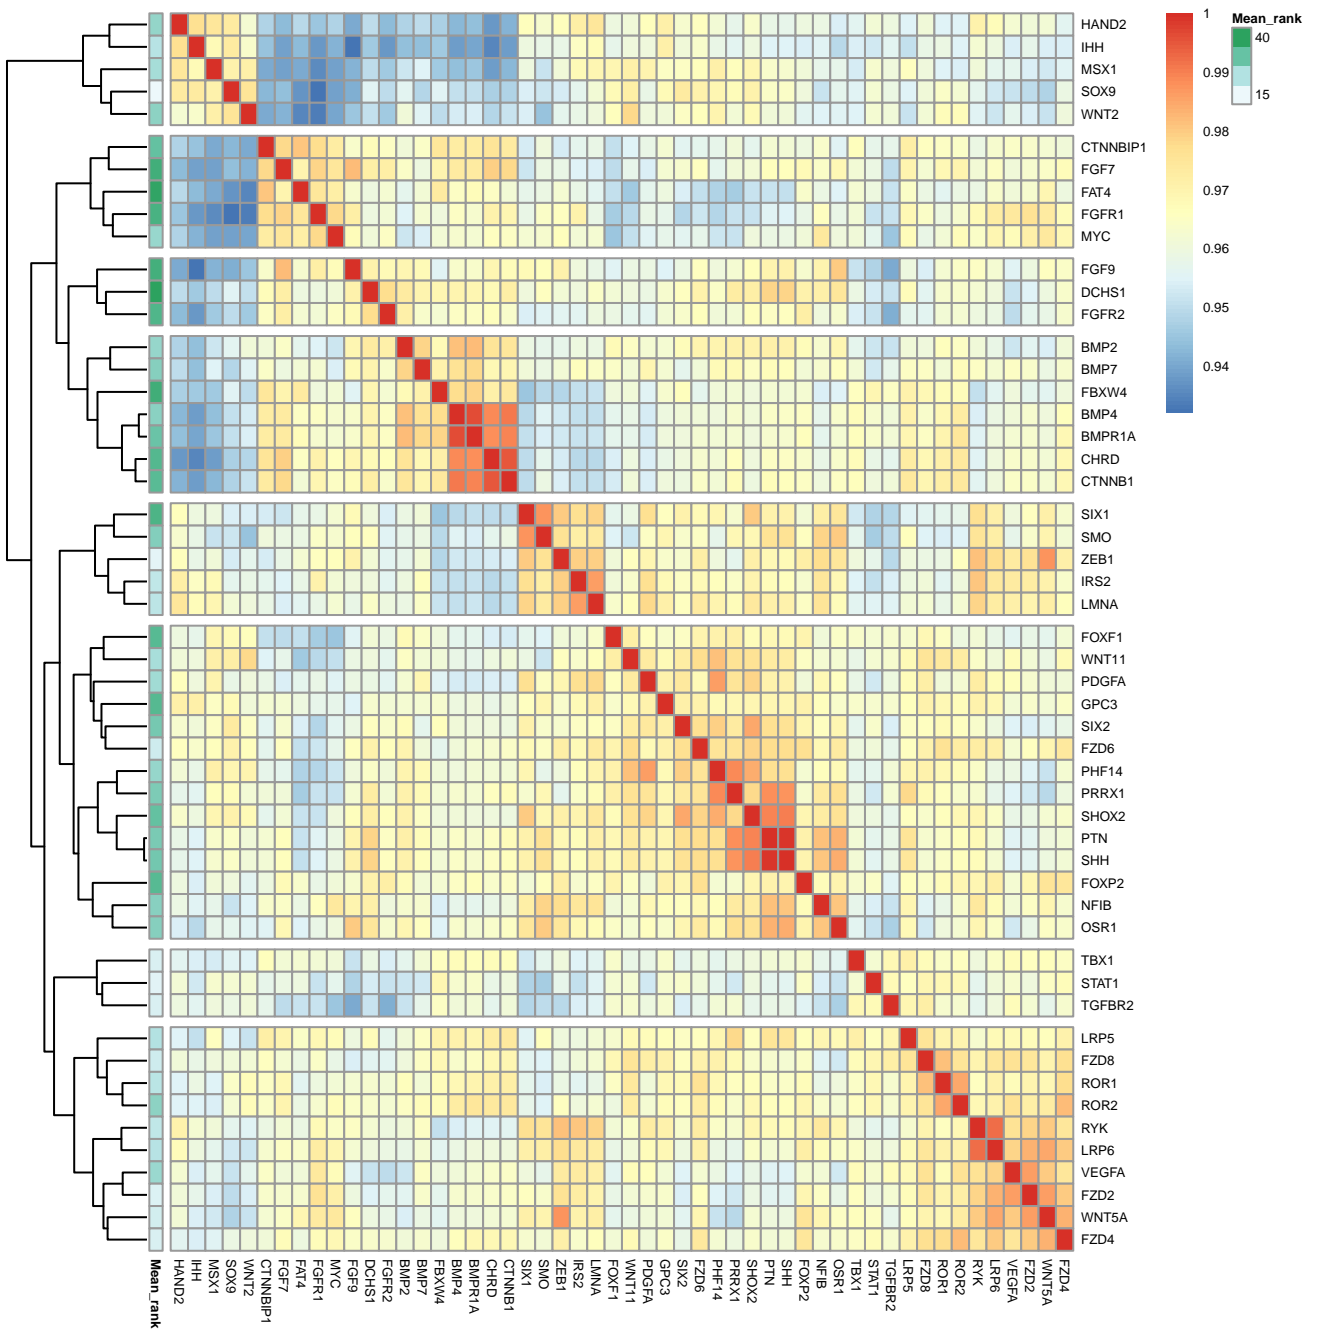 1
0.99
0.98
0.97
0.96
0.95
0.94
Mean_rank
40
15
HAND2
IHH
MSX1
SOX9
WNT2
CTNNBIP1
FGF7
FAT4
FGFR1
MYC
FGF9
DCHS1
FGFR2
BMP2
BMP7
FBXW4
BMP4
BMPR1A
CHRD
CTNNB1
SIX1
SMO
ZEB1
IRS2
LMNA
FOXF1
WNT11
PDGFA
GPC3
SIX2
FZD6
PHF14
PRRX1
SHOX2
PTN
SHH
FOXP2
NFIB
OSR1
TBX1
STAT1
TGFBR2
LRP5
FZD8
ROR1
ROR2
RYK
LRP6
VEGFA
FZD2
WNT5A
FZD4
Mean_rank
HAND2
IHH
MSX1
SOX9
WNT2
CTNNBIP1
FGF7
FAT4
FGFR1
MYC
FGF9
DCHS1
FGFR2
BMP2
BMP7
FBXW4
BMP4
BMPR1A
CHRD
CTNNB1
SIX1
SMO
ZEB1
IRS2
LMNA
FOXF1
WNT11
PDGFA
GPC3
SIX2
FZD6
PHF14
PRRX1
SHOX2
PTN
SHH
FOXP2
NFIB
OSR1
TBX1
STAT1
TGFBR2
LRP5
FZD8
ROR1
ROR2
RYK
LRP6
VEGFA
FZD2
WNT5A
FZD4